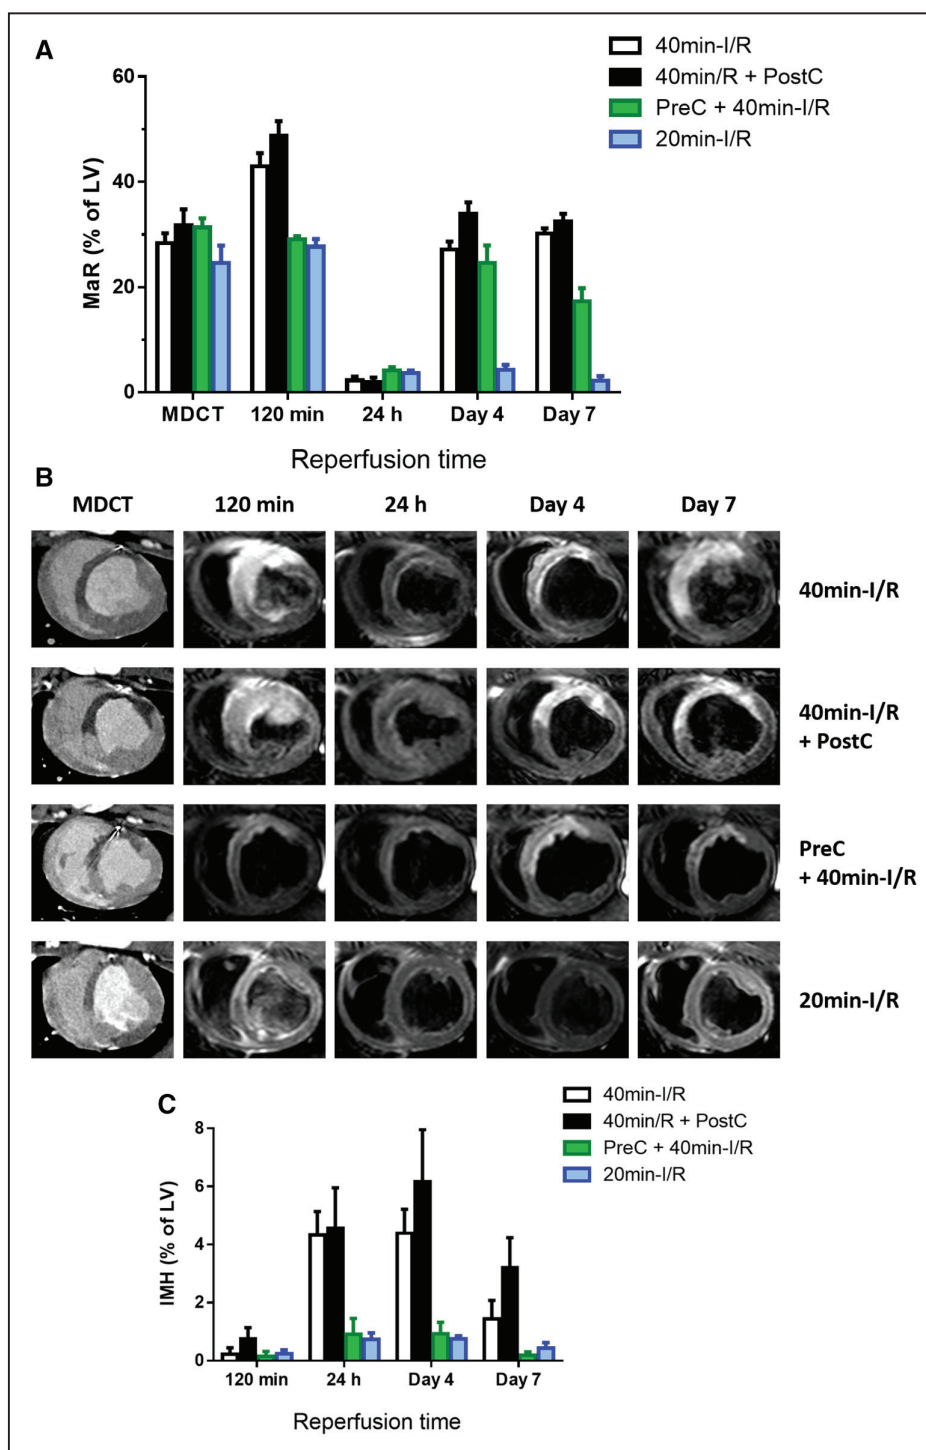 A
40min-I/R
40min/R + PostC
PreC + 40min-I/R
20min-I/R
60
40
20
0
MaR (% of LV)
MDCT 120 min 24 h Day 4 Day 7
Reperfusion time
B
MDCT 120 min 24 h Day 4 Day 7
40min-I/R
40min-I/R
+ PostC
PreC
+ 40min-I/R
20min-I/R
C
40min-I/R
40min/R + PostC
PreC + 40min-I/R
20min-I/R
8
6
4
2
0
IMH (% of LV)
120 min 24 h Day 4 Day 7
Reperfusion time